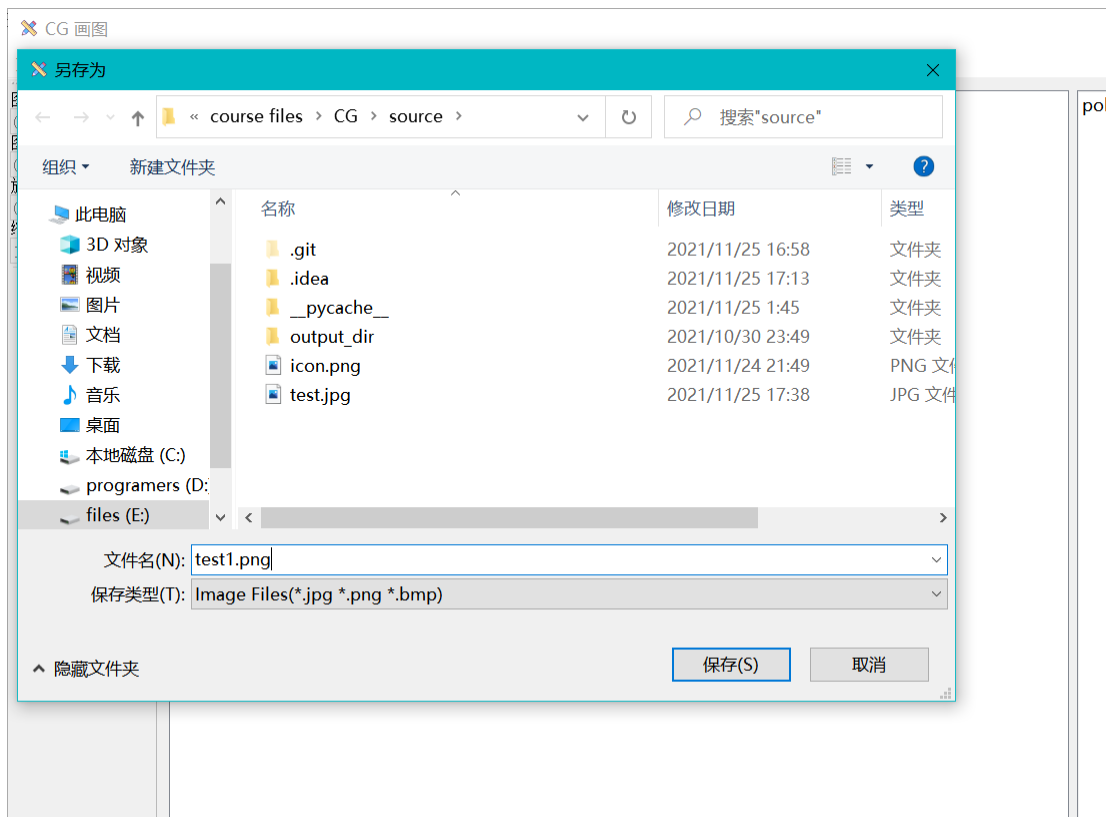 CG 画图
另存为
« course files › CG › source ›
搜索"source"
组织
新建文件夹
此电脑
3D 对象
视频
图片
文档
下载
音乐
桌面
本地磁盘 (C:)
programers (D:)
files (E:)
名称 修改日期 类型
.git 2021/11/25 16:58 文件夹
.idea 2021/11/25 17:13 文件夹
__pycache__ 2021/11/25 1:45 文件夹
output_dir 2021/10/30 23:49 文件夹
icon.png 2021/11/24 21:49 PNG 文
test.jpg 2021/11/25 17:38 JPG 文
文件名(N): test1.png
保存类型(T): Image Files(*.jpg *.png *.bmp)
隐藏文件夹
保存(S)
取消